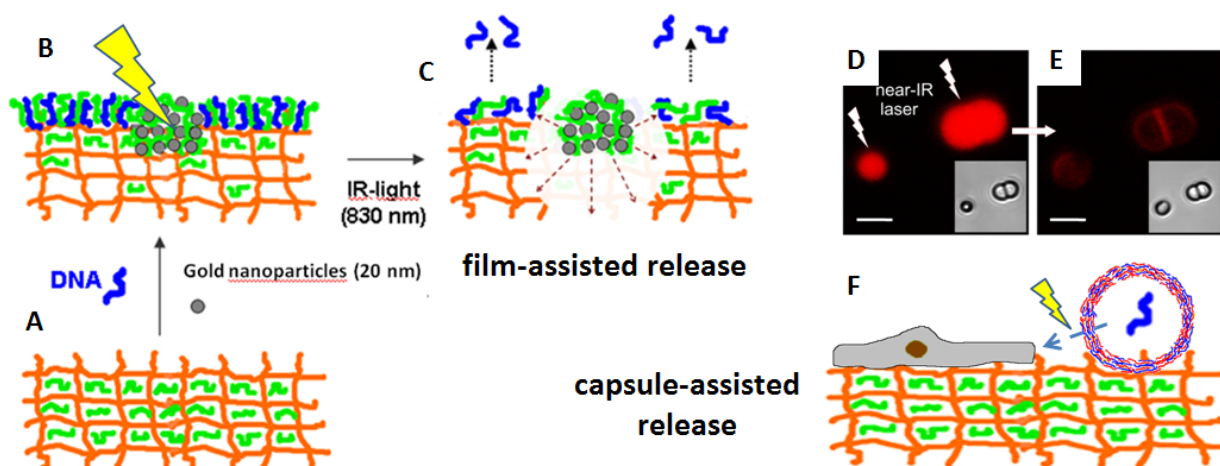 B
C
D
E
near-IR
laser
IR-light
(830 nm)
film-assisted release
DNA
Gold nanoparticles (20 nm)
A
F
capsule-assisted
release